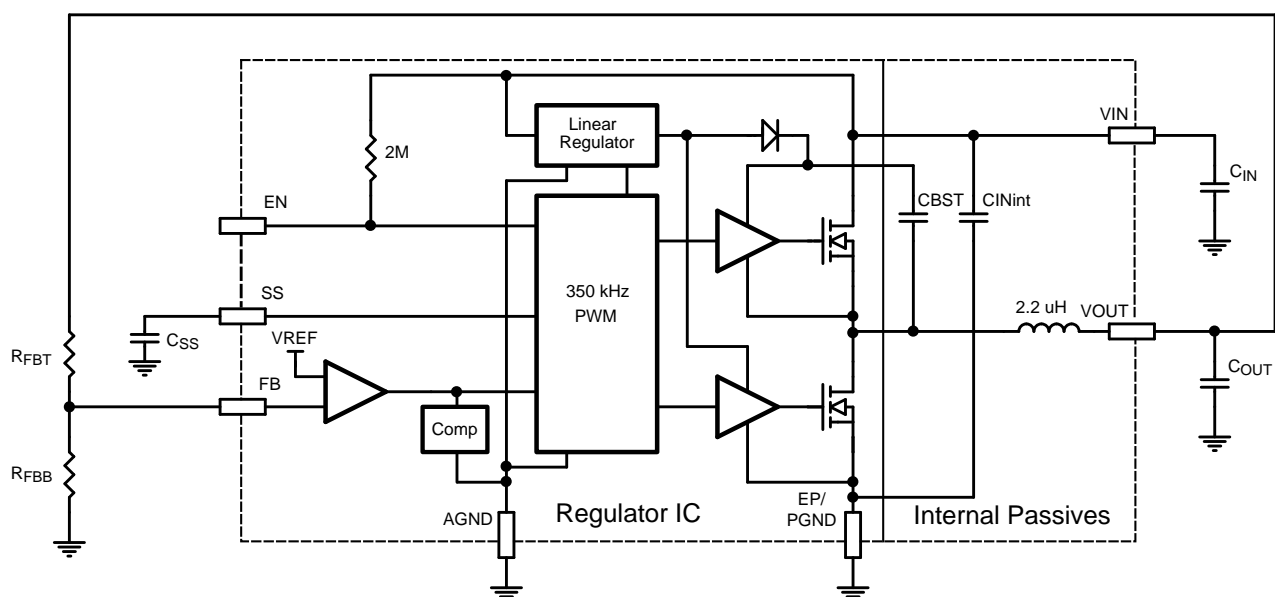 Linear
Regulator
VIN
2M
CIN
CBST
CINint
EN
SS
350 kHz
PWM
2.2 uH
VOUT
CSS
VREF
RFBT
FB
COUT
Comp
RFBB
AGND
Regulator IC
EP/
PGND
Internal Passives